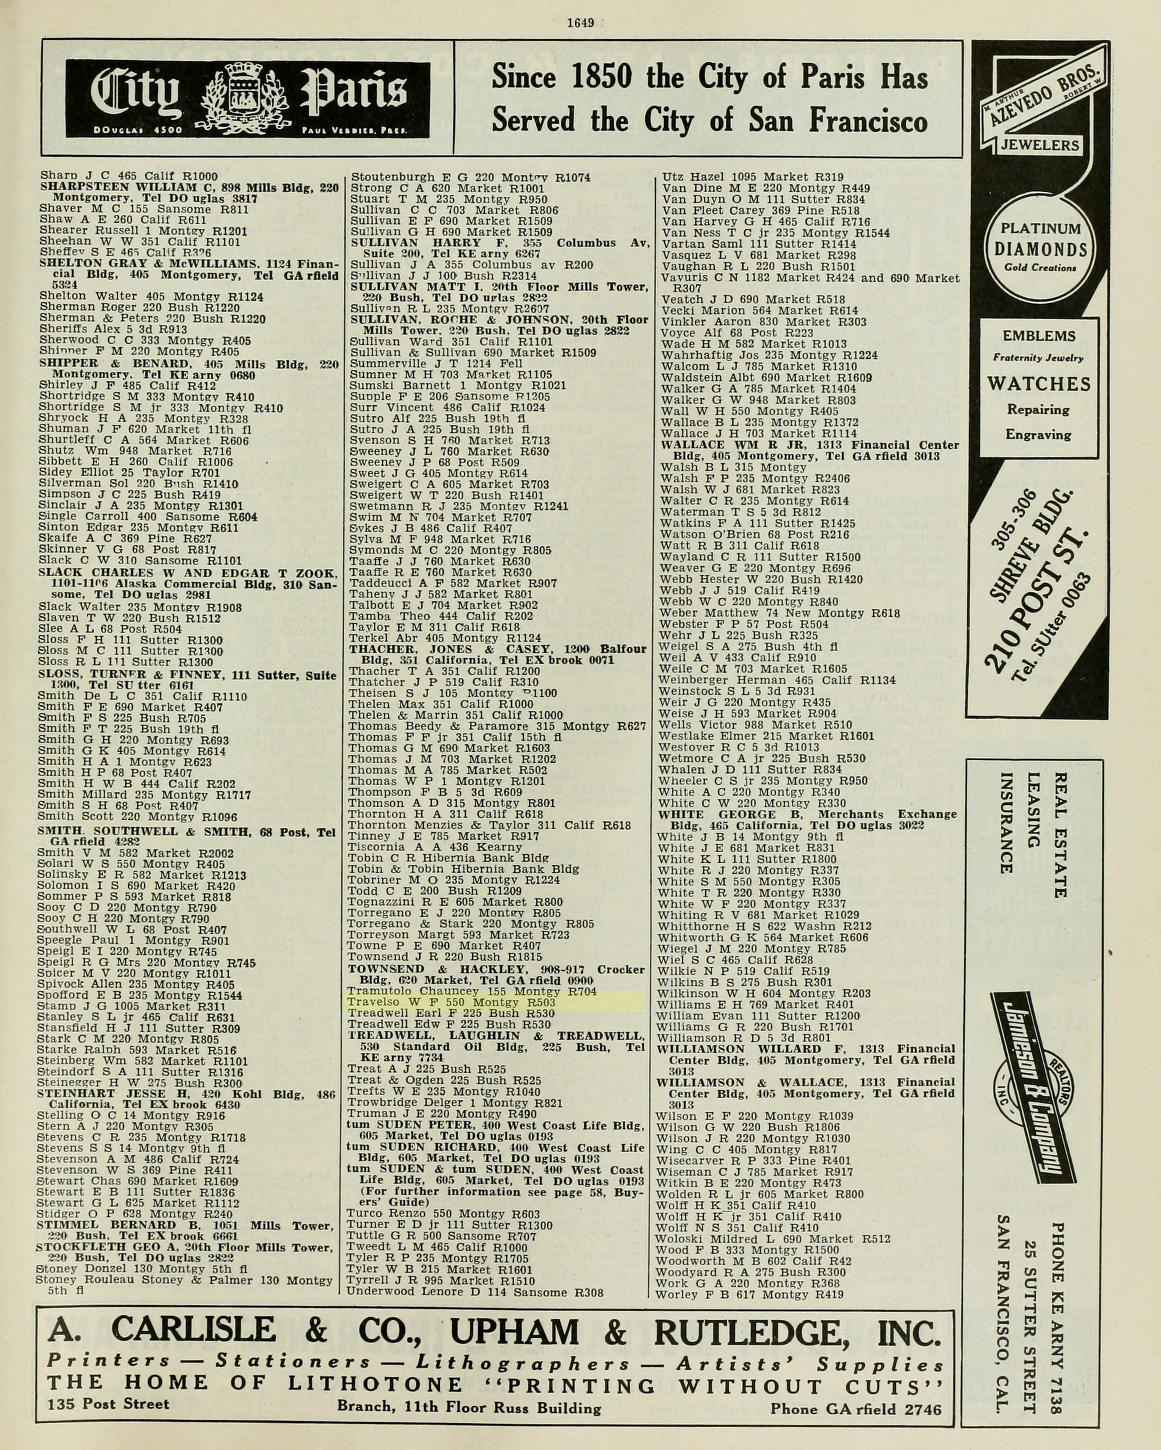 1649
City Paris
DOUGLAS 4500 PAUL VERDIER, PRES.
Since 1850 the City of Paris Has
Served the City of San Francisco
Sharp J C 465 Calif R1000
SHARPSTEEN WILLIAM C, 898 Mills Bldg, 220
Montgomery, Tel DO uglas 3817
Shaver M C 155 Sansome R811
Shaw A E 260 Calif R611
Shearer Russell 1 Montgy R1201
Sheehan W W 351 Calif R1101
Sheffey S E 465 Calif R326
SHELTON GRAY & McWILLIAMS, 1124 Finan-
cial Bldg, 405 Montgomery, Tel GA rfield
5324
Shelton Walter 405 Montgy R1124
Sherman Roger 220 Bush R1220
Sherman & Peters 220 Bush R1220
Sheriffs Alex 5 3d R913
Sherwood C C 333 Montgy R405
Shinner F M 220 Montgy R405
SHIPPER & BENARD, 405 Mills Bldg, 220
Montgomery, Tel KE arny 0680
Shirley J F 485 Calif R412
Shortridge S M 333 Montgy R410
Shortridge S M jr 333 Montgy R410
Shryock H A 235 Montgy R328
Shuman J F 620 Market 11th fl
Shurtleff C A 564 Market R606
Shutz Wm 948 Market R716
Sibbett E H 260 Calif R1006
Sidey Elliot 25 Taylor R701
Silverman Sol 220 Bush R1410
Simpson J C 225 Bush R419
Sinclair J A 235 Montgy R1301
Single Carroll 400 Sansome R604
Sinton Edgar 235 Montgy R611
Skaife A C 369 Pine R627
Skinner V G 68 Post R817
Slack C W 310 Sansome R1101
SLACK CHARLES W AND EDGAR T ZOOK,
1101-1106 Alaska Commercial Bldg, 310 San-
some, Tel DO uglas 2981
Slack Walter 235 Montgy R1908
Slaven T W 220 Bush R1512
Slee A L 68 Post R504
Sloss F H 111 Sutter R1300
Sloss M C 111 Sutter R1300
Sloss R L 111 Sutter R1300
SLOSS, TURNER & FINNEY, 111 Sutter, Suite
1300, Tel SU tter 6161
Smith De L C 351 Calif R1110
Smith F E 690 Market R407
Smith F S 225 Bush R705
Smith F T 225 Bush 19th fl
Smith G H 220 Montgy R693
Smith G K 405 Montgy R614
Smith H A 1 Montgy R623
Smith H P 68 Post R407
Smith H W B 444 Calif R202
Smith Millard 235 Montgy R1717
Smith S H 68 Post R407
Smith Scott 220 Montgy R1096
SMITH, SOUTHWELL & SMITH, 68 Post, Tel
GA rfield 4282
Smith V M 582 Market R2002
Solari W S 550 Montgy R405
Solinsky E R 582 Market R1213
Solomon I S 690 Market R420
Sommer P S 593 Market R818
Sooy C D 220 Montgy R790
Sooy C H 220 Montgy R790
Southwell W L 68 Post R407
Speegle Paul 1 Montgy R901
Speigl E I 220 Montgy R745
Speigl R G Mrs 220 Montgy R745
Spicer M V 220 Montgy R1011
Spivock Allen 235 Montgy R405
Spofford E B 235 Montgy R1544
Stamp J G 1005 Market R311
Stanley S L jr 465 Calif R631
Stansfield H J 111 Sutter R309
Stark C M 220 Montgy R805
Starke Ralph 593 Market R516
Steinberg Wm 582 Market R1101
Steindorf S A 111 Sutter R1316
Steinegger H W 275 Bush R300
STEINHART JESSE H, 420 Kohl Bldg, 486
California, Tel EX brook 6430
Stelling O C 14 Montgy R916
Stern A J 220 Montgy R305
Stevens C R 235 Montgy R1718
Stevens S S 14 Montgy 9th fl
Stevenson A M 486 Calif R724
Stevenson W S 369 Pine R411
Stewart Chas 690 Market R1609
Stewart E B 111 Sutter R1836
Stewart G L 625 Market R1112
Stidger O P 628 Montgy R240
STIMMEL BERNARD B, 1051 Mills Tower,
220 Bush, Tel EX brook 6661
STOCKFLETH GEO A, 20th Floor Mills Tower,
220 Bush, Tel DO uglas 2822
Stoney Donzel 130 Montgy 5th fl
Stoney Rouleau Stoney & Palmer 130 Montgy
5th fl
Stoutenburgh E G 220 Montgy R1074
Strong C A 620 Market R1001
Stuart T M 235 Montgy R950
Sullivan C C 703 Market R806
Sullivan E F 690 Market R1509
Sullivan G H 690 Market R1509
SULLIVAN HARRY F, 355 Columbus Av,
Suite 200, Tel KE arny 6267
Sullivan J A 355 Columbus av R200
Sullivan J J 100 Bush R2314
SULLIVAN MATT I, 20th Floor Mills Tower,
220 Bush, Tel DO uglas 2822
Sullivan R L 235 Montgy R2607
SULLIVAN, ROCHE & JOHNSON, 20th Floor
Mills Tower, 220 Bush, Tel DO uglas 2822
Sullivan Ward 351 Calif R1101
Sullivan & Sullivan 690 Market R1509
Summerville J T 1214 Fell
Sumner M H 703 Market R1105
Sumski Barnett 1 Montgy R1021
Supple F E 206 Sansome R1205
Surr Vincent 486 Calif R1024
Sutro Alf 225 Bush 19th fl
Sutro J A 225 Bush 19th fl
Svenson S H 760 Market R713
Sweeney J L 760 Market R630
Sweeney J P 68 Post R509
Sweet J G 405 Montgy R614
Sweigert C A 605 Market R703
Sweigert W T 220 Bush R1401
Swetmann R J 235 Montgy R1241
Swim M N 704 Market R707
Sykes J B 486 Calif R407
Sylva M F 948 Market R716
Symonds M C 220 Montgy R805
Taaffe J J 760 Market R630
Taaffe R E 760 Market R630
Taddeucci A F 582 Market R907
Taheny J J 582 Market R801
Talbott E J 704 Market R902
Tamba Theo 444 Calif R202
Taylor E M 311 Calif R618
Terkel Abr 405 Montgy R1124
THACHER, JONES & CASEY, 1200 Balfour
Bldg, 351 California, Tel EX brook 0071
Thacher T A 351 Calif R1200
Thatcher J P 519 Calif R310
Theisen S J 105 Montgy R1100
Thelen Max 351 Calif R1000
Thelen & Marrin 351 Calif R1000
Thomas Beedy & Paramore 315 Montgy R627
Thomas F F jr 351 Calif 15th fl
Thomas G M 690 Market R1603
Thomas J M 703 Market R1202
Thomas M A 785 Market R502
Thomas W P 1 Montgy R1201
Thompson F B 5 3d R609
Thomson A D 315 Montgy R801
Thornton H A 311 Calif R618
Thornton Menzies & Taylor 311 Calif R618
Tinney J E 785 Market R917
Tiscornia A A 436 Kearny
Tobin C R Hibernia Bank Bldg
Tobin & Tobin Hibernia Bank Bldg
Tobriner M O 235 Montgy R1224
Todd C E 200 Bush R1209
Tognazzini R E 605 Market R800
Torregano E J 220 Montgy R805
Torregano & Stark 220 Montgy R805
Torreyson Margt 593 Market R723
Towne P E 690 Market R407
Townsend J R 220 Bush R1815
TOWNSEND & HACKLEY, 908-917 Crocker
Bldg, 620 Market, Tel GA rfield 0900
Tramutolo Chauncey 155 Montgy R704
Travelso W F 550 Montgy R503
Treadwell Earl F 225 Bush R530
Treadwell Edw F 225 Bush R530
TREADWELL, LAUGHLIN & TREADWELL,
530 Standard Oil Bldg, 225 Bush, Tel
KE arny 7734
Treat A J 225 Bush R525
Treat & Ogden 225 Bush R525
Trefts W E 235 Montgy R1040
Trowbridge Delger 1 Montgy R821
Truman J E 220 Montgy R490
tum SUDEN PETER, 400 West Coast Life Bldg,
605 Market, Tel DO uglas 0193
tum SUDEN RICHARD, 400 West Coast Life
Bldg, 605 Market, Tel DO uglas 0193
tum SUDEN & tum SUDEN, 400 West Coast
Life Bldg, 605 Market, Tel DO uglas 0193
(For further information see page 58, Buy-
ers' Guide)
Turco Renzo 550 Montgy R603
Turner E D jr 111 Sutter R1300
Tuttle G R 500 Sansome R707
Tweedt L M 465 Calif R1000
Tyler R P 235 Montgy R1705
Tyler W B 215 Market R1601
Tyrrell J R 995 Market R1510
Underwood Lenore D 114 Sansome R308
Utz Hazel 1095 Market R319
Van Dine M E 220 Montgy R449
Van Duyn O M 111 Sutter R834
Van Fleet Carey 369 Pine R518
Van Harvey G H 465 Calif R716
Van Ness T C jr 235 Montgy R1544
Vartan Saml 111 Sutter R1414
Vasquez L V 681 Market R298
Vaughan R L 220 Bush R1501
Vavuris C N 1182 Market R424 and 690 Market
R307
Veatch J D 690 Market R518
Vecki Marion 564 Market R614
Vinkler Aaron 830 Market R303
Voyce Alf 68 Post R223
Wade H M 582 Market R1013
Wahrhaftig Jos 235 Montgy R1224
Walcom L J 785 Market R1310
Waldstein Albt 690 Market R1609
Walker G A 785 Market R1404
Walker G W 948 Market R803
Wall W H 550 Montgy R405
Wallace B L 235 Montgy R1372
Wallace J H 703 Market R1114
WALLACE WM R JR, 1313 Financial Center
Bldg, 405 Montgomery, Tel GA rfield 3013
Walsh B L 315 Montgy
Walsh F P 235 Montgy R2406
Walsh W J 681 Market R823
Walter C R 235 Montgy R614
Waterman T S 5 3d R812
Watkins F A 111 Sutter R1425
Watson O'Brien 68 Post R216
Watt R B 311 Calif R618
Wayland C R 111 Sutter R1500
Weaver G E 220 Montgy R696
Webb Hester W 220 Bush R1420
Webb J J 519 Calif R419
Webb W C 220 Montgy R840
Weber Matthew 74 New Montgy R618
Webster F P 57 Post R504
Wehr J L 225 Bush R325
Weigel S A 275 Bush 4th fl
Weil A V 433 Calif R910
Weile C M 703 Market R1605
Weinberger Herman 465 Calif R1134
Weinstock S L 5 3d R931
Weir J G 220 Montgy R435
Weise J H 593 Market R904
Wells Victor 988 Market R510
Westlake Elmer 215 Market R1601
Westover R C 5 3d R1013
Wetmore C A jr 225 Bush R530
Whalen J D 111 Sutter R834
Wheeler C S jr 235 Montgy R950
White A C 220 Montgy R340
White C W 220 Montgy R330
WHITE GEORGE B, Merchants Exchange
Bldg, 465 California, Tel DO uglas 3022
White J B 14 Montgy 9th fl
White J E 681 Market R831
White K L 111 Sutter R1800
White R J 220 Montgy R337
White S M 550 Montgy R305
White T R 220 Montgy R330
White W F 220 Montgy R337
Whiting R V 681 Market R1029
Whitthorne H S 622 Washn R212
Whitworth G K 564 Market R606
Wiegel J M 220 Montgy R785
Wiel S C 465 Calif R628
Wilkie N P 519 Calif R519
Wilkins B S 275 Bush R301
Wilkinson W H 604 Montgy R203
Williams E H 769 Market R401
William Evan 111 Sutter R1200
Williams G R 220 Bush R1701
Williamson R D 5 3d R801
WILLIAMSON WILLARD F, 1313 Financial
Center Bldg, 405 Montgomery, Tel GA rfield
3013
WILLIAMSON & WALLACE, 1313 Financial
Center Bldg, 405 Montgomery, Tel GA rfield
3013
Wilson E F 220 Montgy R1039
Wilson G W 220 Bush R1806
Wilson J R 220 Montgy R1030
Wing C C 405 Montgy R817
Wisecarver R P 333 Pine R401
Wiseman C J 785 Market R917
Witkin B E 220 Montgy R473
Wolden R L jr 605 Market R800
Wolff H K 351 Calif R410
Wolff H K jr 351 Calif R410
Wolff N S 351 Calif R410
Woloski Mildred L 690 Market R512
Wood F B 333 Montgy R1500
Woodworth M B 602 Calif R42
Woodyard R A 275 Bush R300
Work G A 220 Montgy R368
Worley F B 617 Montgy R419
M. ARTHUR ROBERT W.
AZEVEDO BROS.
JEWELERS
PLATINUM
DIAMONDS
Gold Creations
EMBLEMS
Fraternity Jewelry
WATCHES
Repairing
Engraving
305-306
SHREVE BLDG.
210 POST ST.
Tel. SUtter 0063
REAL ESTATE
LEASING
INSURANCE
Jamieson & Company
INC.
REALTORS
PHONE KE ARNY 7138
25 SUTTER STREET
SAN FRANCISCO, CAL.
A. CARLISLE & CO., UPHAM & RUTLEDGE, INC.
Printers — Stationers — Lithographers — Artists' Supplies
THE HOME OF LITHOTONE "PRINTING WITHOUT CUTS"
135 Post Street Branch, 11th Floor Russ Building Phone GA rfield 2746